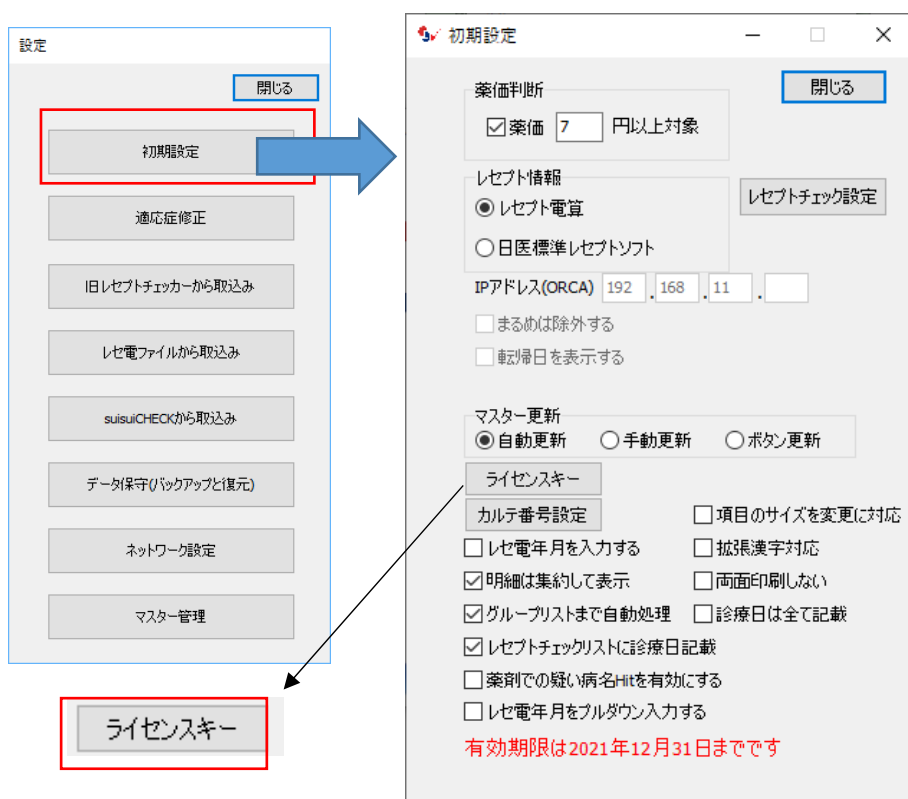 設定
閉じる
初期設定
適応症修正
旧レセプトチェッカーから取込み
レセ電ファイルから取込み
suisuiCHECKから取込み
データ保守(バックアップと復元)
ネットワーク設定
マスター管理
ライセンスキー
初期設定
閉じる
薬価判断
薬価 7 円以上対象
レセプト情報
レセプト電算
日医標準レセプトソフト
レセプトチェック設定
IPアドレス(ORCA) 192 . 168 . 11 .
まるめは除外する
転帰日を表示する
マスター更新
自動更新 手動更新 ボタン更新
ライセンスキー
カルテ番号設定 項目のサイズを変更に対応
レセ電年月を入力する 拡張漢字対応
明細は集約して表示 両面印刷しない
グループリストまで自動処理 診療日は全て記載
レセプトチェックリストに診療日記載
薬剤での疑い病名Hitを有効にする
レセ電年月をプルダウン入力する
有効期限は2021年12月31日までです